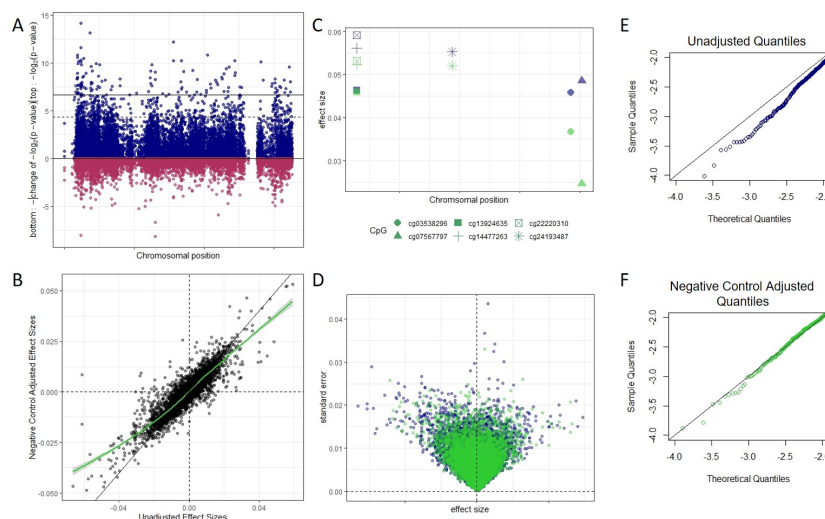 A
15
10
5
0
-5
bottom : −|change of −log2(p − value)| top : −log2(p − value)
Chromosomal position
B
0.050
0.025
0.000
-0.025
-0.050
Negative Control Adjusted Effect Sizes
-0.04
0.00
0.04
Unadjusted Effect Sizes
C
0.06
0.05
0.04
0.03
effect size
Chromsomal position
CpG
cg03538296
cg13924635
cg22220310
cg07567797
cg14477263
cg24193487
D
0.04
0.03
0.02
0.01
0.00
standard error
effect size
E
Unadjusted Quantiles
-2.0
-2.5
-3.0
-3.5
-4.0
Sample Quantiles
-4.0
-3.5
-3.0
-2.5
-2.0
Theoretical Quantiles
F
Negative Control Adjusted
Quantiles
-2.0
-2.5
-3.0
-3.5
-4.0
Sample Quantiles
-4.0
-3.5
-3.0
-2.5
-2.0
Theoretical Quantiles